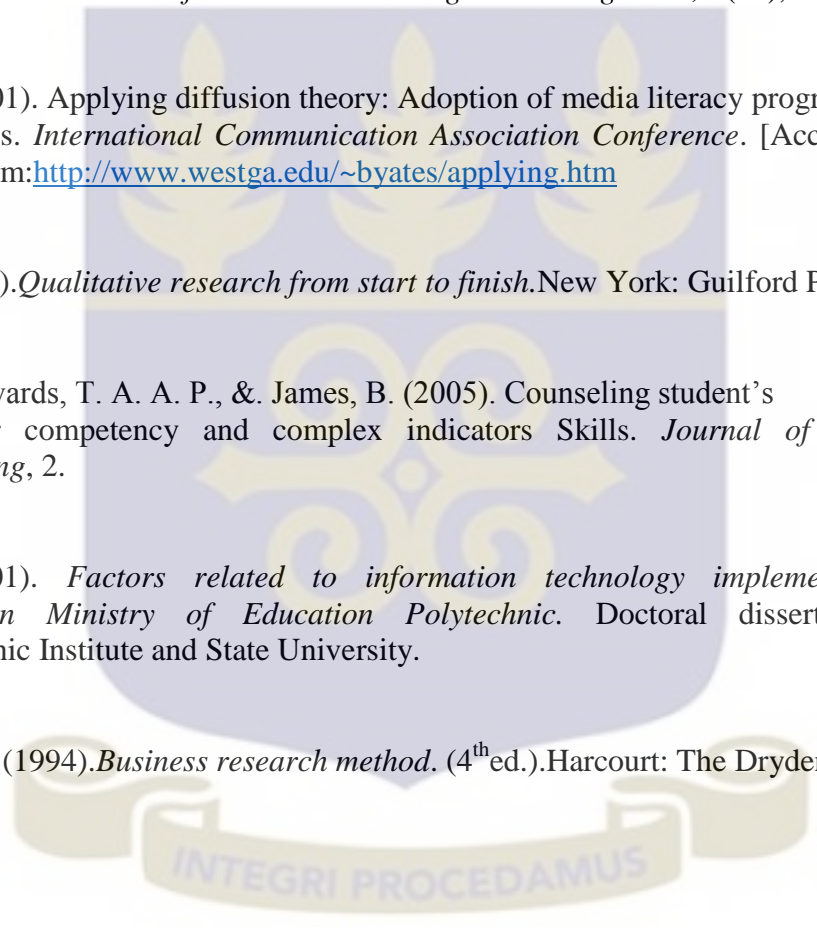 01). Applying diffusion theory: Adoption of media literacy progr
s. International Communication Association Conference. [Acc
m:http://www.westga.edu/~byates/applying.htm
).Qualitative research from start to finish.New York: Guilford P
vards, T. A. A. P., &. James, B. (2005). Counseling student's
competency and complex indicators Skills. Journal of
ng, 2.
01). Factors related to information technology impleme
n Ministry of Education Polytechnic. Doctoral dissert
nic Institute and State University.
(1994).Business research method. (4th ed.).Harcourt: The Dryde
INTEGRI PROCEDAMUS